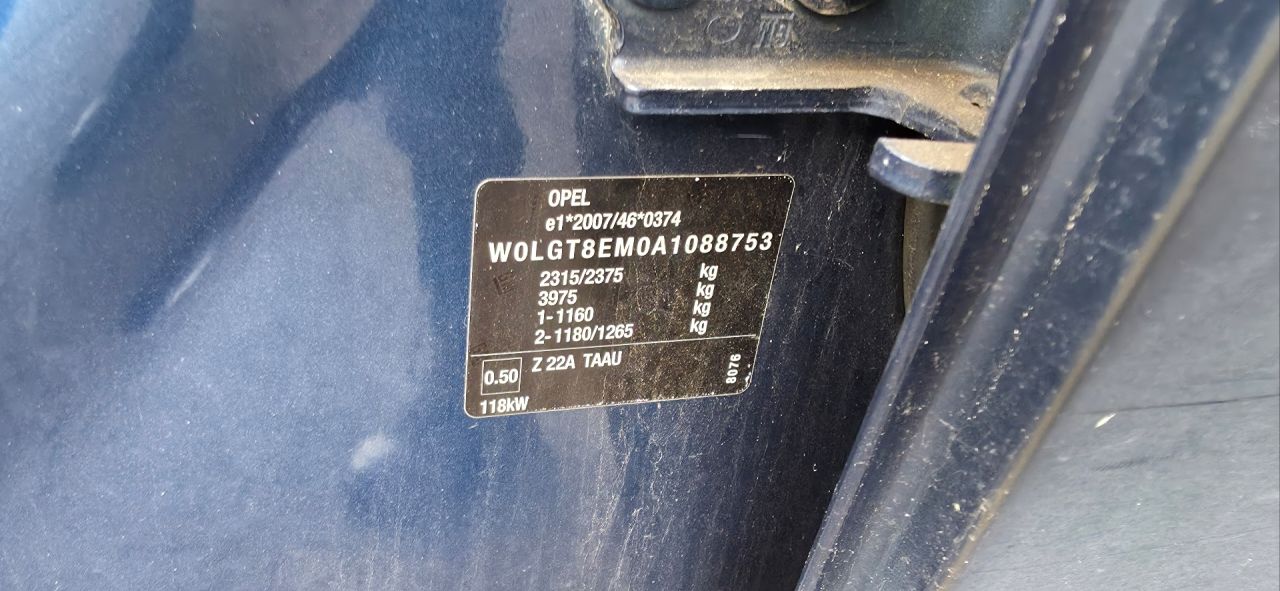 OPEL
e1*2007/46*0374
W0LGT8EM0A1088753
2315/2375 kg
3975 kg
1-1160 kg
2-1180/1265 kg
0.50 Z 22A TAAU 8076
118kW